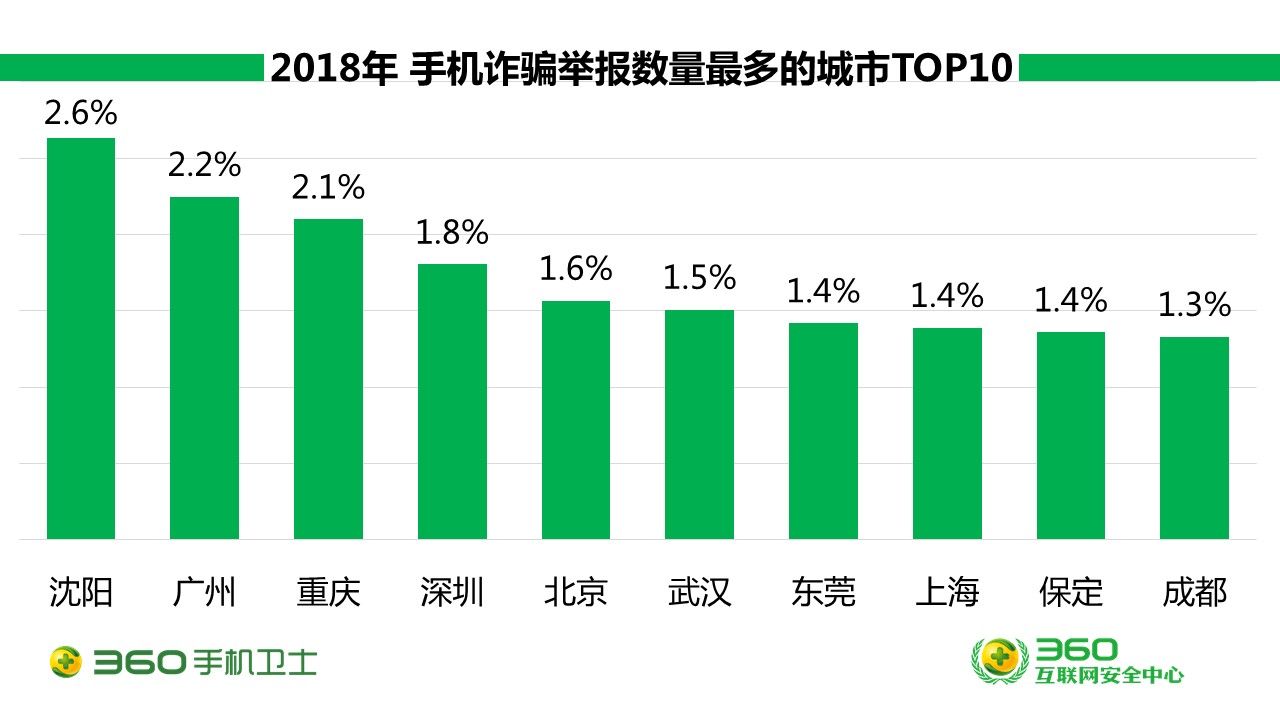 2018年 手机诈骗举报数量最多的城市TOP10
2.6%
2.2%
2.1%
1.8%
1.6%
1.5%
1.4%
1.4%
1.4%
1.3%
沈阳
广州
重庆
深圳
北京
武汉
东莞
上海
保定
成都
360手机卫士
360
互联网安全中心